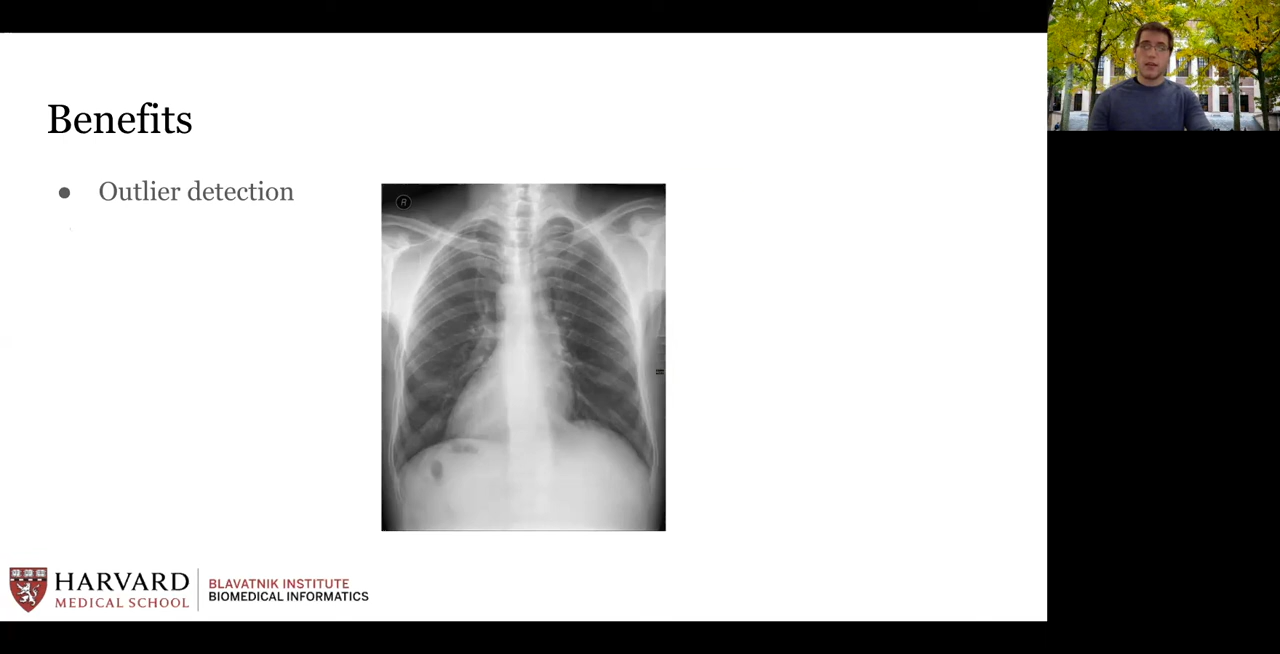 Benefits
● Outlier detection
R
HARVARD
MEDICAL SCHOOL
BLAVATNIK INSTITUTE
BIOMEDICAL INFORMATICS